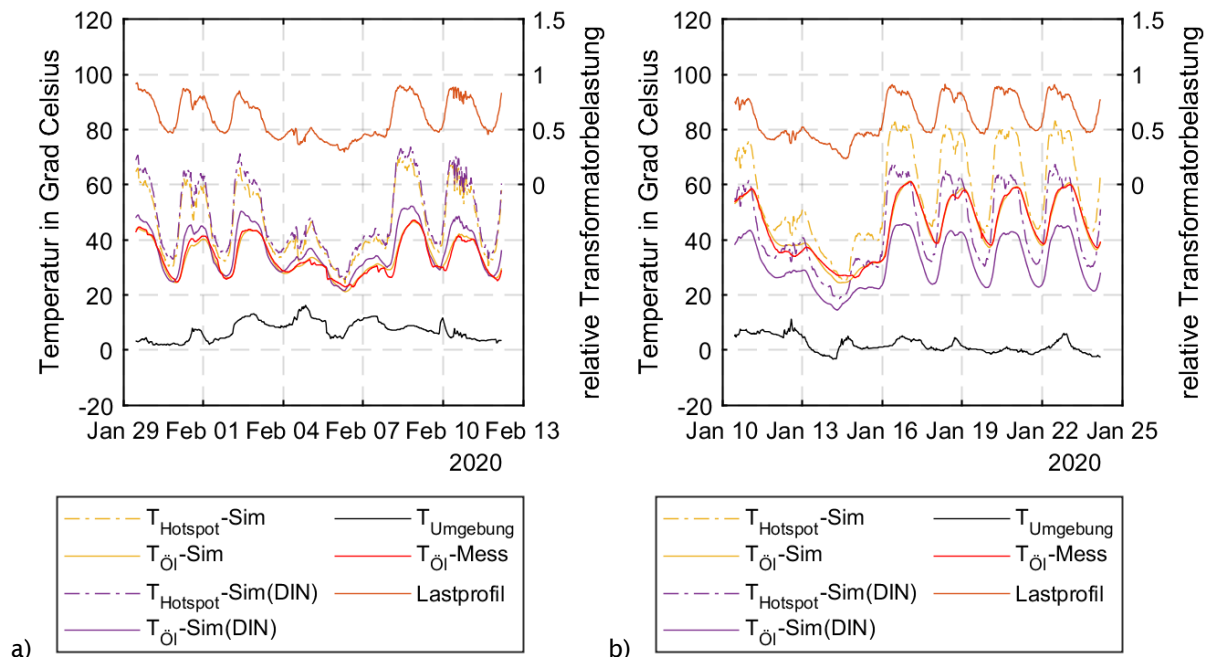 120
100
80
60
40
20
0
-20
Temperatur in Grad Celsius
1.5
1
0.5
0
relative Transformatorbelastung
Jan 29 Feb 01 Feb 04 Feb 07 Feb 10 Feb 13
2020
T_Hotspot-Sim
T_Öl-Sim
T_Hotspot-Sim(DIN)
T_Öl-Sim(DIN)
T_Umgebung
T_Öl-Mess
Lastprofil
a)
120
100
80
60
40
20
0
-20
Temperatur in Grad Celsius
1.5
1
0.5
0
relative Transformatorbelastung
Jan 10 Jan 13 Jan 16 Jan 19 Jan 22 Jan 25
2020
T_Hotspot-Sim
T_Öl-Sim
T_Hotspot-Sim(DIN)
T_Öl-Sim(DIN)
T_Umgebung
T_Öl-Mess
Lastprofil
b)